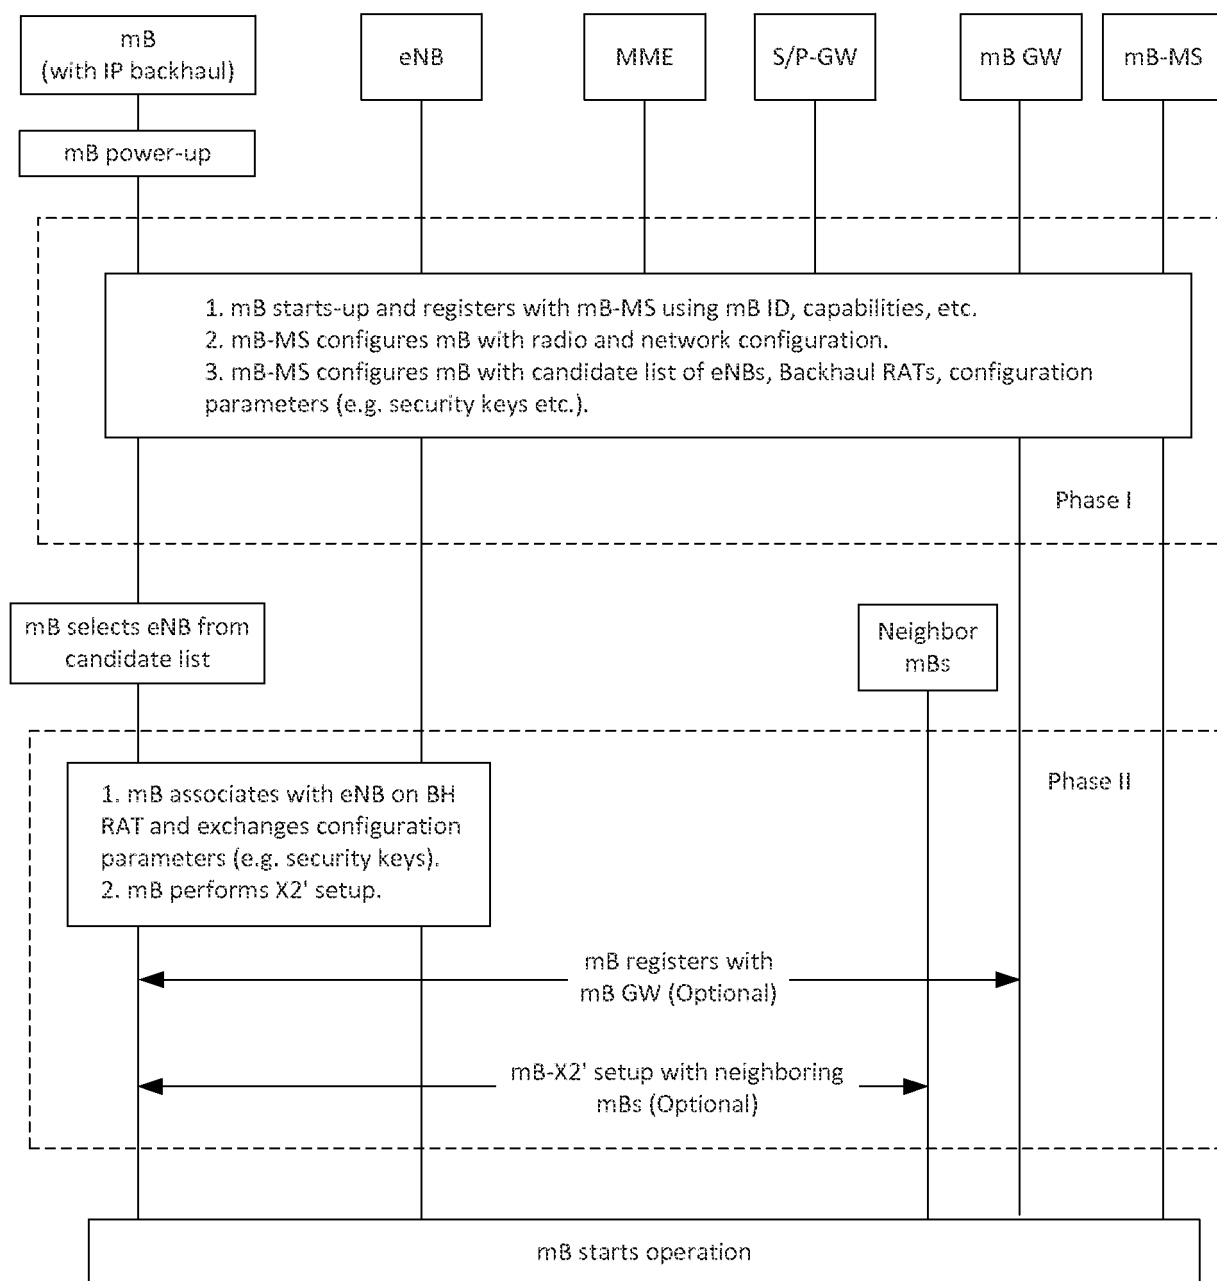 mB
(with IP backhaul)
eNB
MME
S/P-GW
mB GW
mB-MS
mB power-up
1. mB starts-up and registers with mB-MS using mB ID, capabilities, etc.
2. mB-MS configures mB with radio and network configuration.
3. mB-MS configures mB with candidate list of eNBs, Backhaul RATs, configuration
parameters (e.g. security keys etc.).
Phase I
mB selects eNB from
candidate list
Neighbor
mBs
Phase II
1. mB associates with eNB on BH
RAT and exchanges configuration
parameters (e.g. security keys).
2. mB performs X2' setup.
mB registers with
mB GW (Optional)
mB-X2' setup with neighboring
mBs (Optional)
mB starts operation